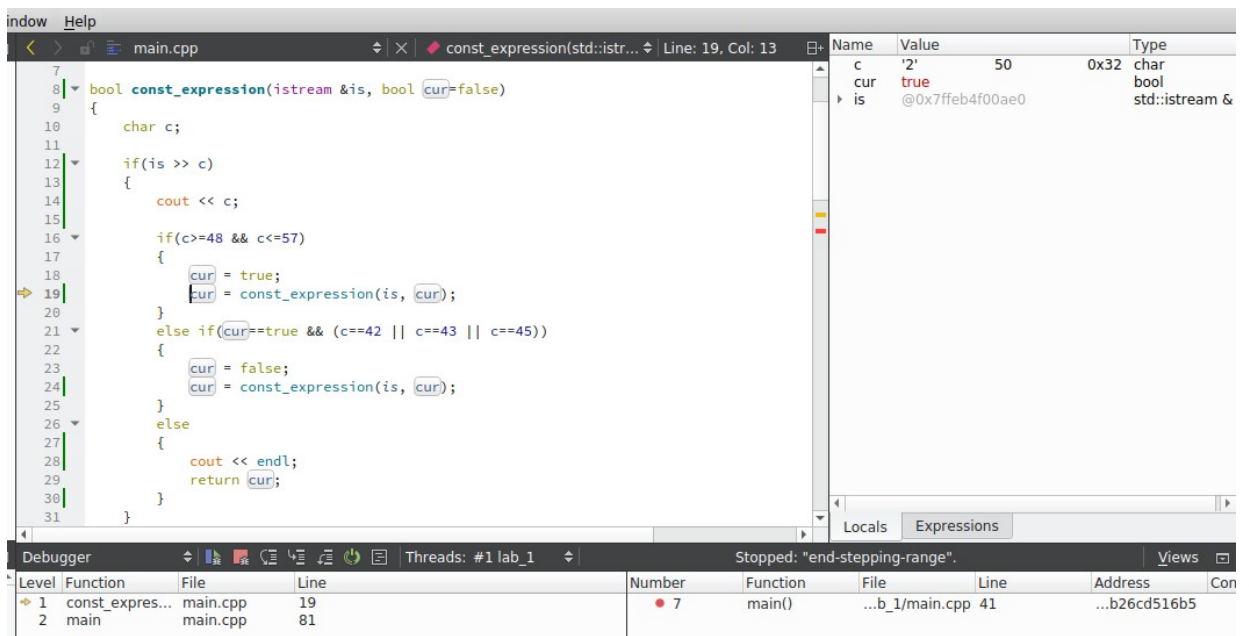 indow Help
main.cpp const_expression(std::istr... Line: 19, Col: 13
7
8 bool const_expression(istream &is, bool cur=false)
9 {
10 char c;
11
12 if(is >> c)
13 {
14 cout << c;
15
16 if(c>=48 && c<=57)
17 {
18 cur = true;
19 cur = const_expression(is, cur);
20 }
21 else if(cur==true && (c==42 || c==43 || c==45))
22 {
23 cur = false;
24 cur = const_expression(is, cur);
25 }
26 else
27 {
28 cout << endl;
29 return cur;
30 }
31 }
Name Value Type
c '2' 50 0x32 char
cur true bool
is @0x7ffeb4f00ae0 std::istream &
Locals Expressions
Debugger Threads: #1 lab_1 Stopped: "end-stepping-range". Views
Level Function File Line
1 const_expres... main.cpp 19
2 main main.cpp 81
Number Function File Line Address Con
7 main() ...b_1/main.cpp 41 ...b26cd516b5